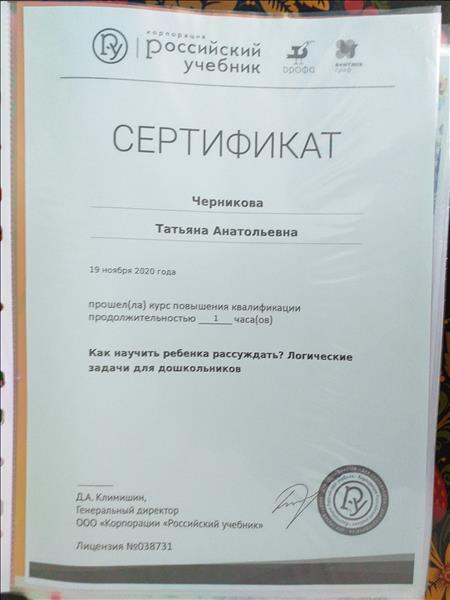 корпорация
российский
учебник
дрофа
вентана
граф
СЕРТИФИКАТ
Черникова
Татьяна Анатольевна
19 ноября 2020 года
прошел(ла) курс повышения квалификации
продолжительностью 1 часа(ов)
Как научить ребенка рассуждать? Логические
задачи для дошкольников
Д.А. Климишин,
Генеральный директор
ООО «Корпорации «Российский учебник»
Лицензия №038731